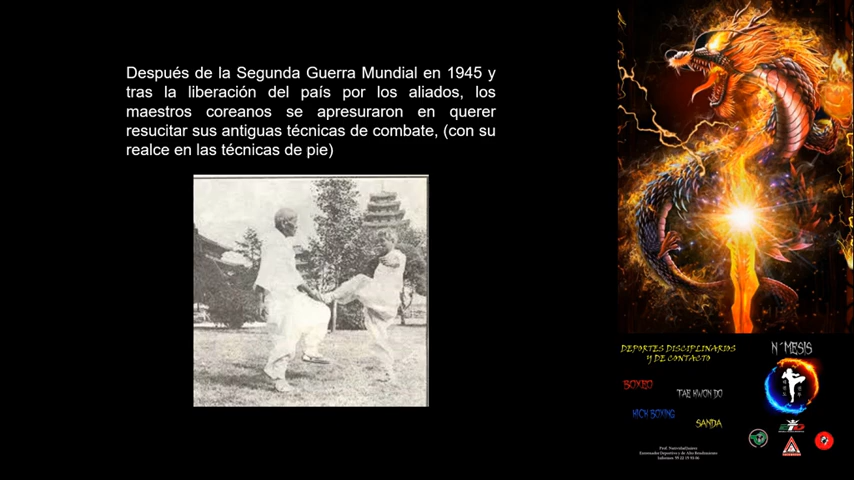 Después de la Segunda Guerra Mundial en 1945 y
tras la liberación del país por los aliados, los
maestros coreanos se apresuraron en querer
resucitar sus antiguas técnicas de combate, (con su
realce en las técnicas de pie)
DEPORTES DISCIPLINARIOS
Y DE CONTACTO
N´MESIS
BOXEO
TAE KWON DO
KICK BOXING
SANDA